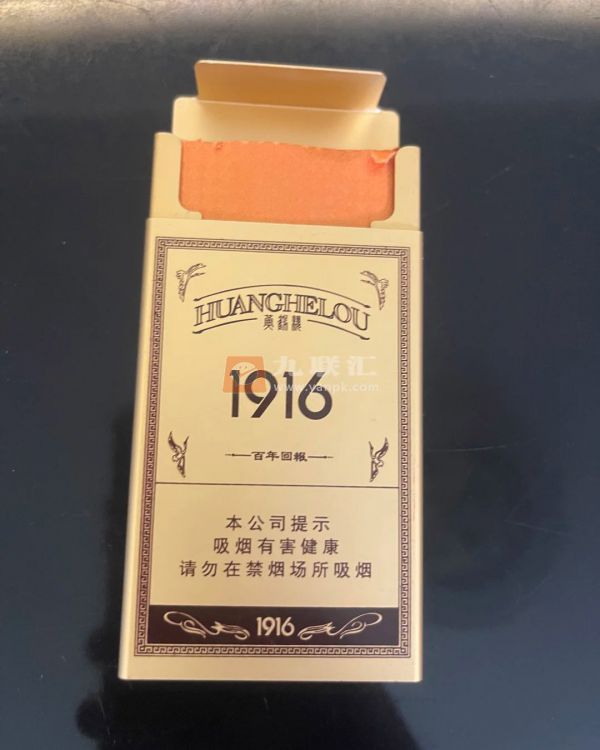 HUANGHELOU
黄鹤楼
九联汇
www.yanpk.com
1916
百年回報
本公司提示
吸烟有害健康
请勿在禁烟场所吸烟
1916